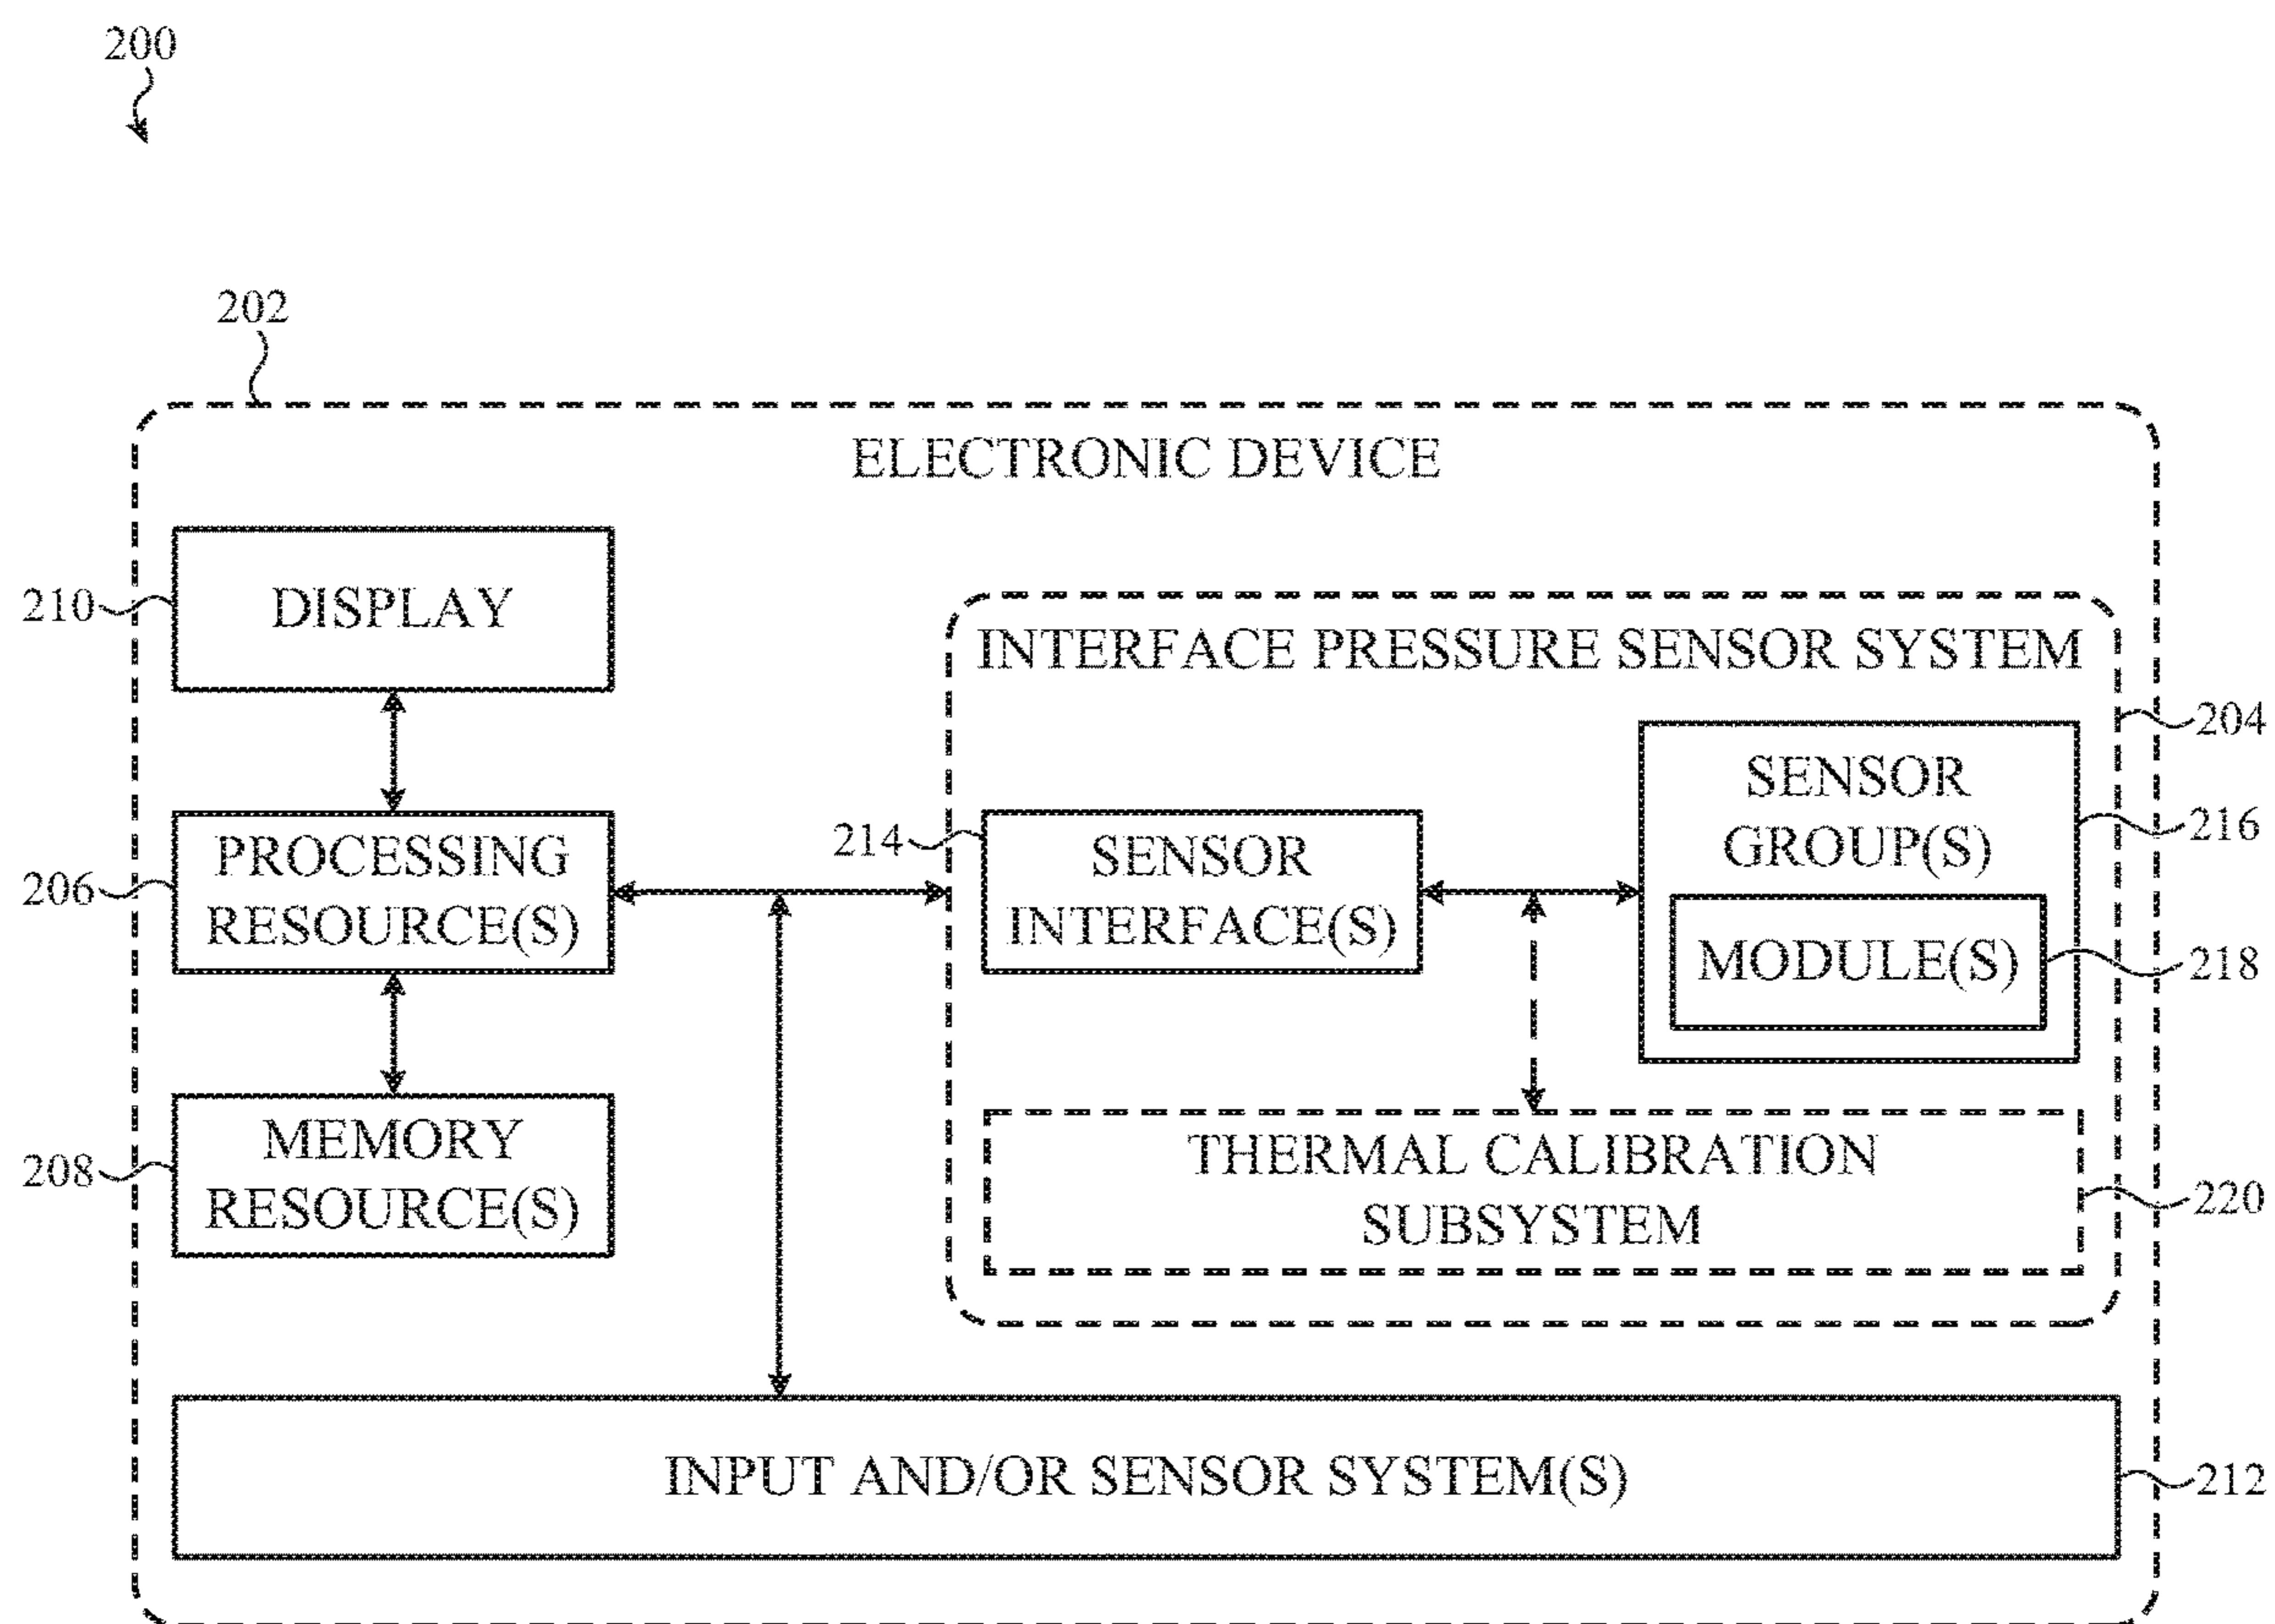 200
202
ELECTRONIC DEVICE
210
DISPLAY
INTERFACE PRESSURE SENSOR SYSTEM
204
206
PROCESSING
RESOURCE(S)
214
SENSOR
INTERFACE(S)
SENSOR
GROUP(S)
216
MODULE(S)
218
208
MEMORY
RESOURCE(S)
THERMAL CALIBRATION
SUBSYSTEM
220
INPUT AND/OR SENSOR SYSTEM(S)
212